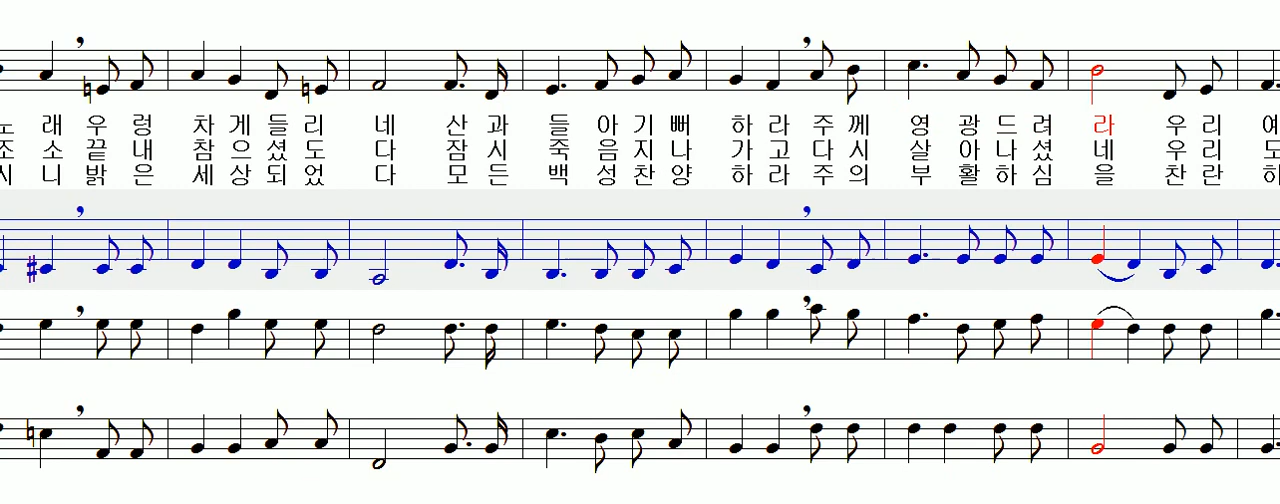 노 래 우 렁 차 게 들 리 네 산 과 들 아 기 뻐 하 라 주 께 영 광 드 려 라 우 리 예
조 소 끝 내 참 으 셨 도 다 잠 시 죽 음 지 나 가 고 다 시 살 아 나 셨 네 우 리 도
시 니 밝 은 세 상 되 었 다 모 든 백 성 찬 양 하 라 주 의 부 활 하 심 을 찬 란 하